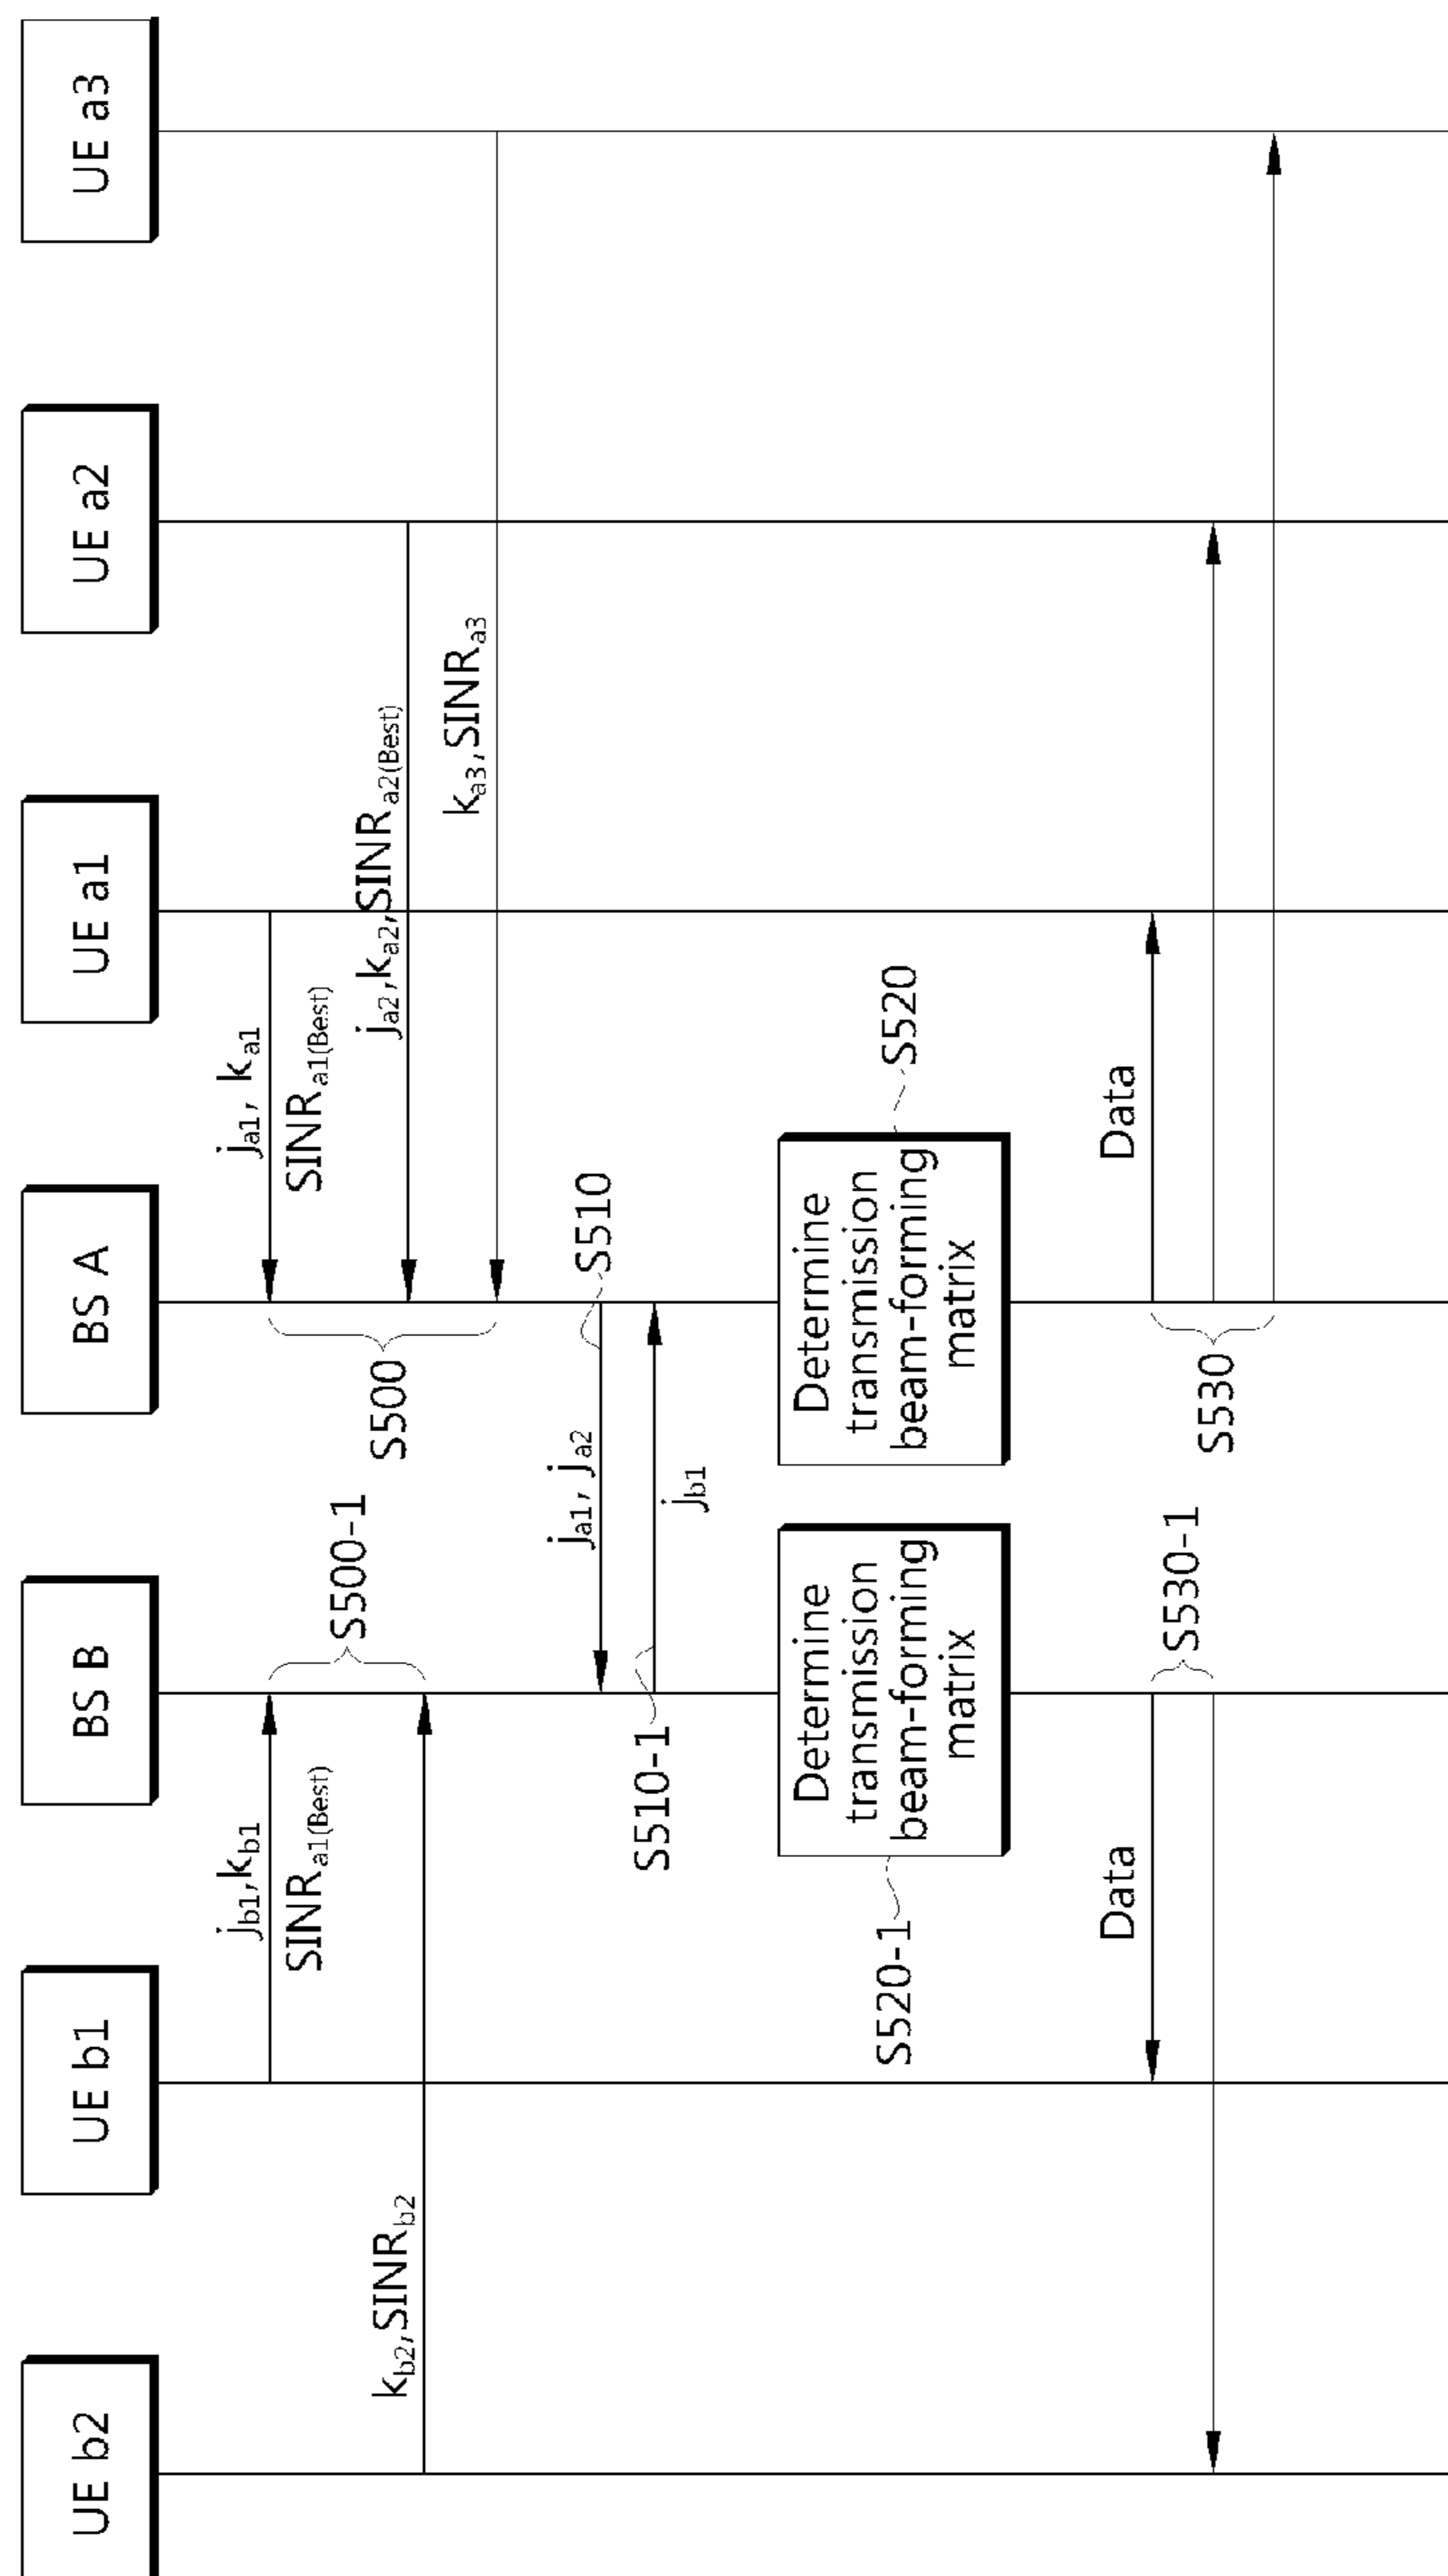 UE b2
UE b1
BS B
BS A
UE a1
UE a2
UE a3
jb1,kb1
SINRa1(Best)
ja1, ka1
SINRa1(Best)
kb2,SINRb2
S500-1
S500
ja2,ka2,SINRa2(Best)
ka3,SINRa3
ja1, ja2
S510
S510-1
jb1
Determine
transmission
beam-forming
matrix
S520-1
Determine
transmission
beam-forming
matrix
S520
Data
Data
S530-1
S530